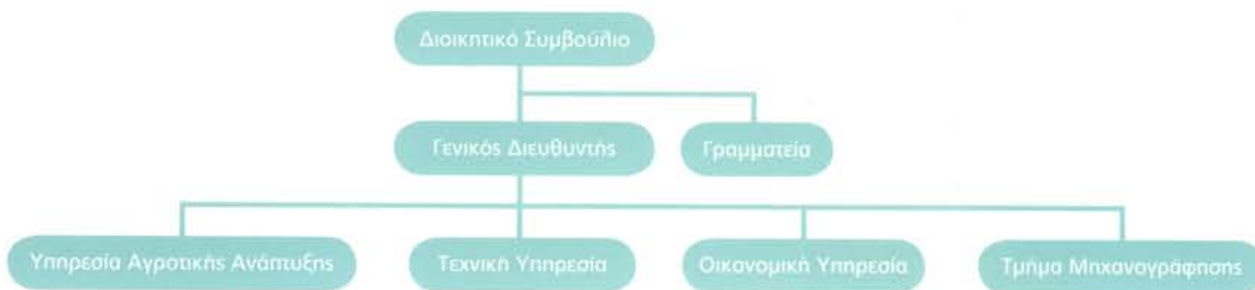 Διοικητικό Συμβούλιο
Γενικός Διευθυντής
Γραμματεία
Υπηρεσία Αγροτικής Ανάπτυξης
Τεχνική Υπηρεσία
Οικονομική Υπηρεσία
Τμήμα Μηχανογράφησης